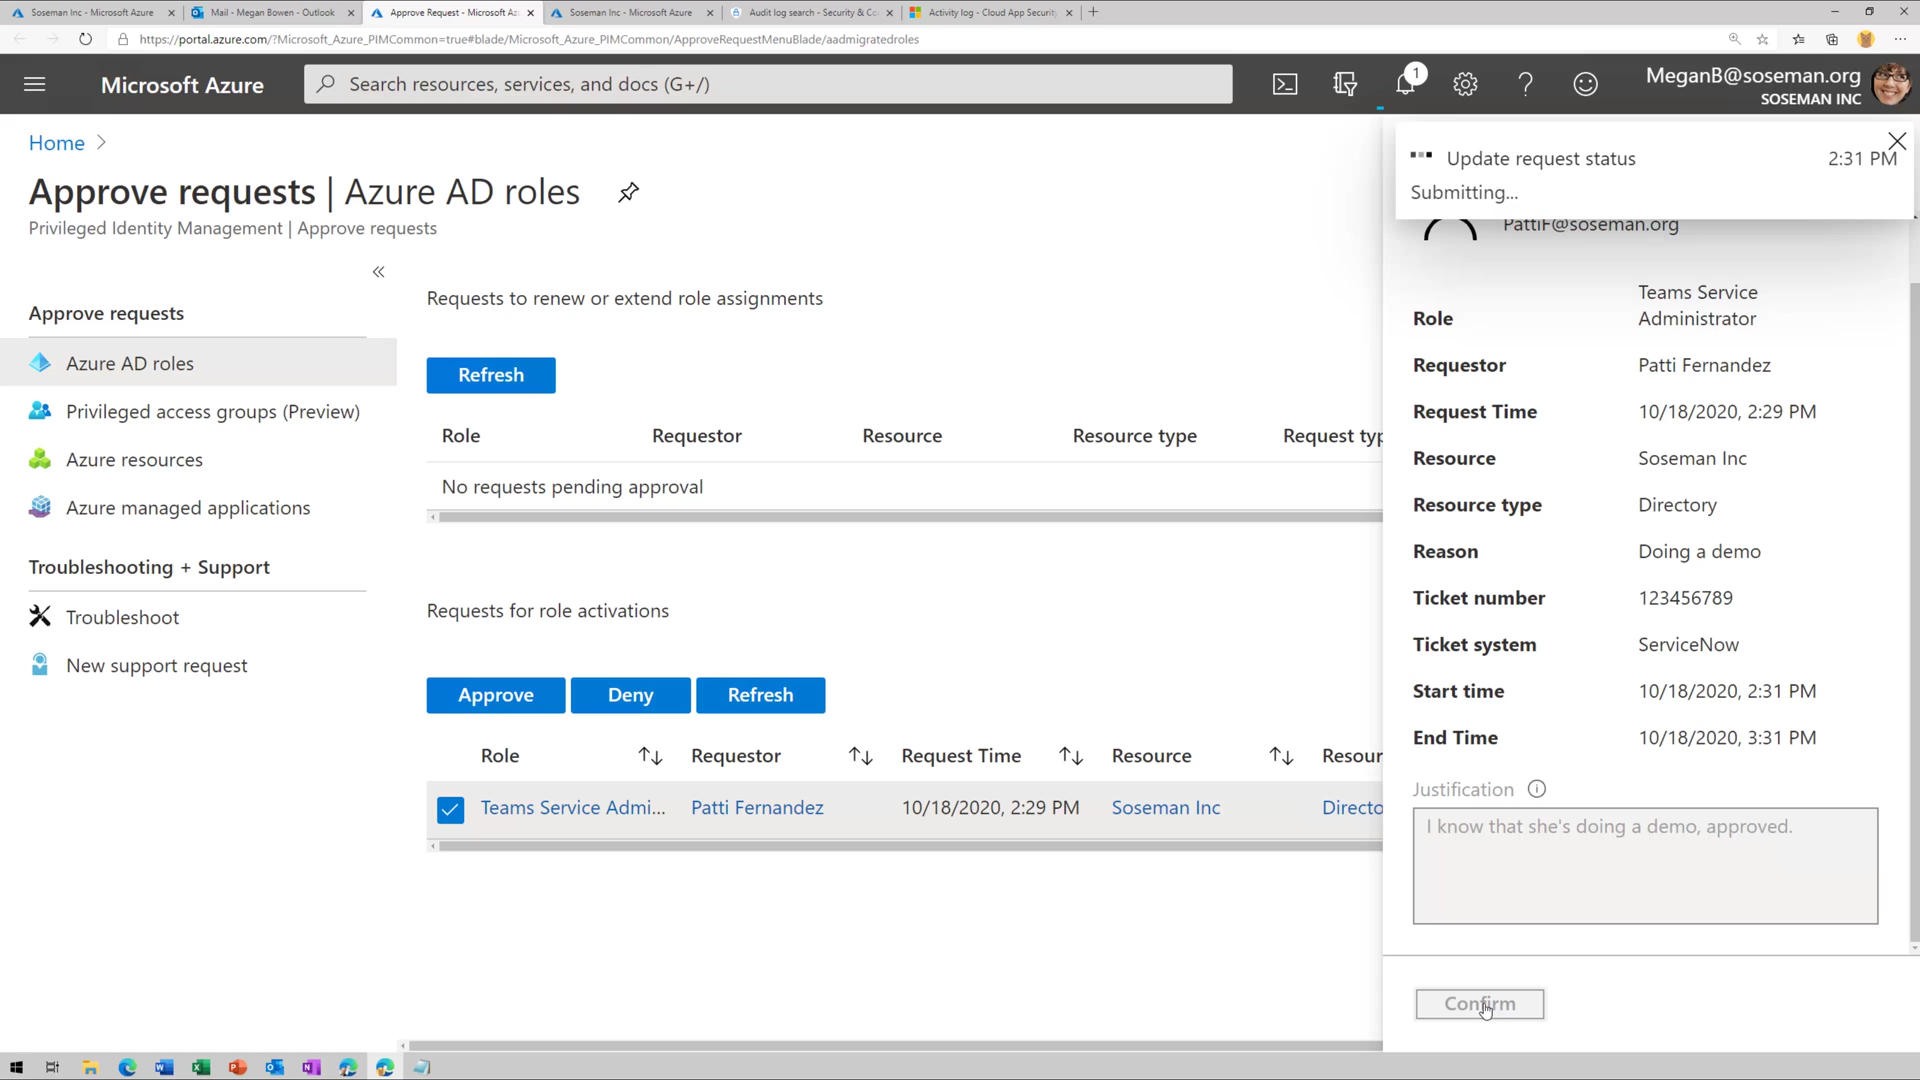 Soseman Inc - Microsoft Azure
Mail - Megan Bowen - Outlook
Approve Request - Microsoft Az
Soseman Inc - Microsoft Azure
Audit log search - Security & Co
Activity log - Cloud App Security
https://portal.azure.com/?Microsoft_Azure_PIMCommon=true#blade/Microsoft_Azure_PIMCommon/ApproveRequestMenuBlade/aadmigratedroles
Microsoft Azure
Search resources, services, and docs (G+/)
1
MeganB@soseman.org
SOSEMAN INC
Home
Approve requests | Azure AD roles
Privileged Identity Management | Approve requests
Approve requests
Azure AD roles
Privileged access groups (Preview)
Azure resources
Azure managed applications
Troubleshooting + Support
Troubleshoot
New support request
Requests to renew or extend role assignments
Refresh
Role Requestor Resource Resource type Request typ
No requests pending approval
Requests for role activations
Approve Deny Refresh
Role Requestor Request Time Resource Resour
Teams Service Admi... Patti Fernandez 10/18/2020, 2:29 PM Soseman Inc Directo
Update request status 2:31 PM
Submitting...
PattiF@soseman.org
Role Teams Service
Administrator
Requestor Patti Fernandez
Request Time 10/18/2020, 2:29 PM
Resource Soseman Inc
Resource type Directory
Reason Doing a demo
Ticket number 123456789
Ticket system ServiceNow
Start time 10/18/2020, 2:31 PM
End Time 10/18/2020, 3:31 PM
Justification
I know that she's doing a demo, approved.
Confirm